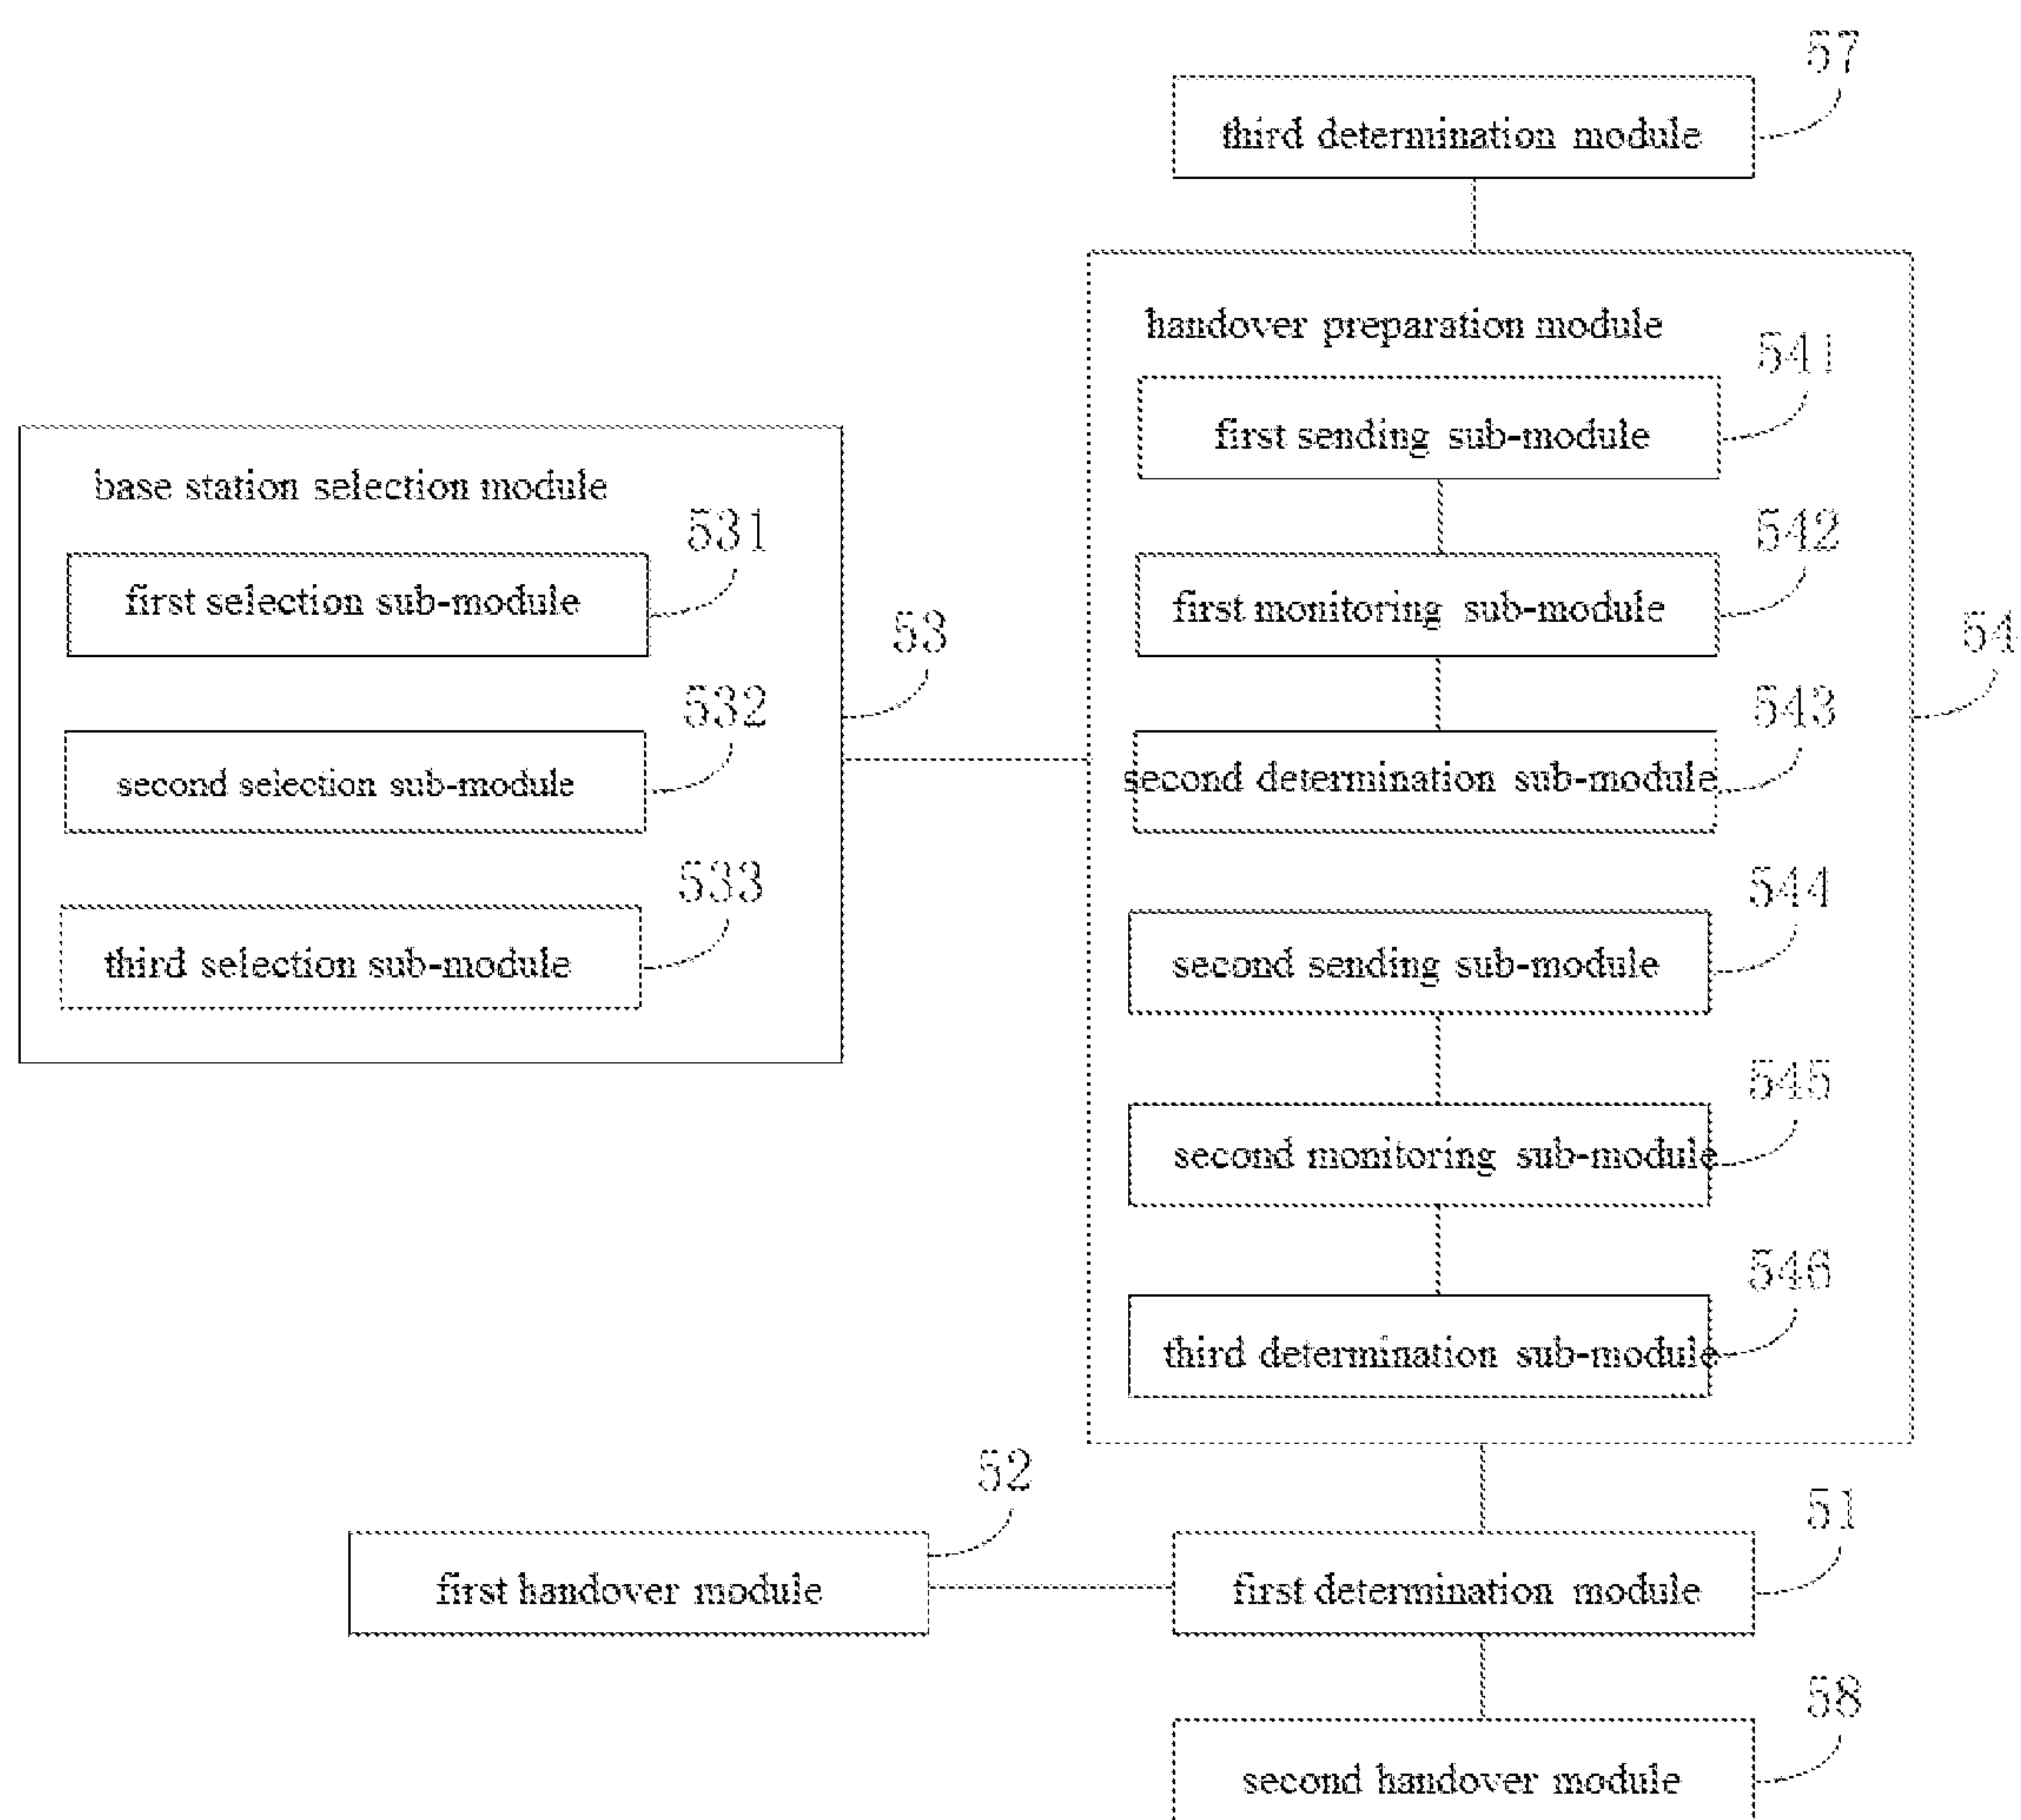 57
third determination module
handover preparation module
541
first sending sub-module
base station selection module
531
542
first selection sub-module
first monitoring sub-module
53
54
532
543
second selection sub-module
second determination sub-module
533
544
third selection sub-module
second sending sub-module
545
second monitoring sub-module
546
third determination sub-module
52
51
first handover module
first determination module
58
second handover module